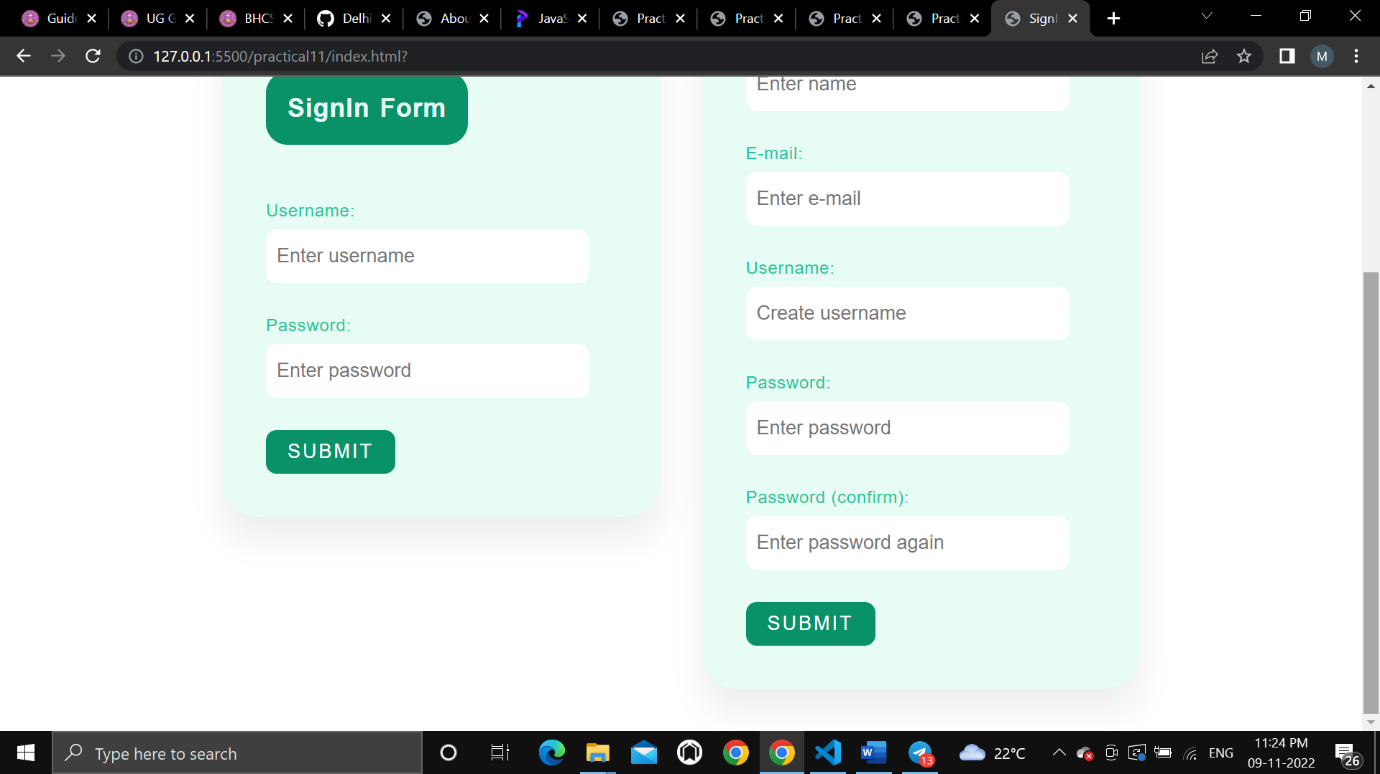 Guide
UG G
BHCS
Delhi
Abou
JavaS
Pract
Pract
Pract
Pract
SignI
127.0.0.1:5500/practical11/index.html?
M
SignIn Form
Username:
Enter username
Password:
Enter password
SUBMIT
Enter name
E-mail:
Enter e-mail
Username:
Create username
Password:
Enter password
Password (confirm):
Enter password again
SUBMIT
Type here to search
13
22°C
ENG
11:24 PM
09-11-2022
26